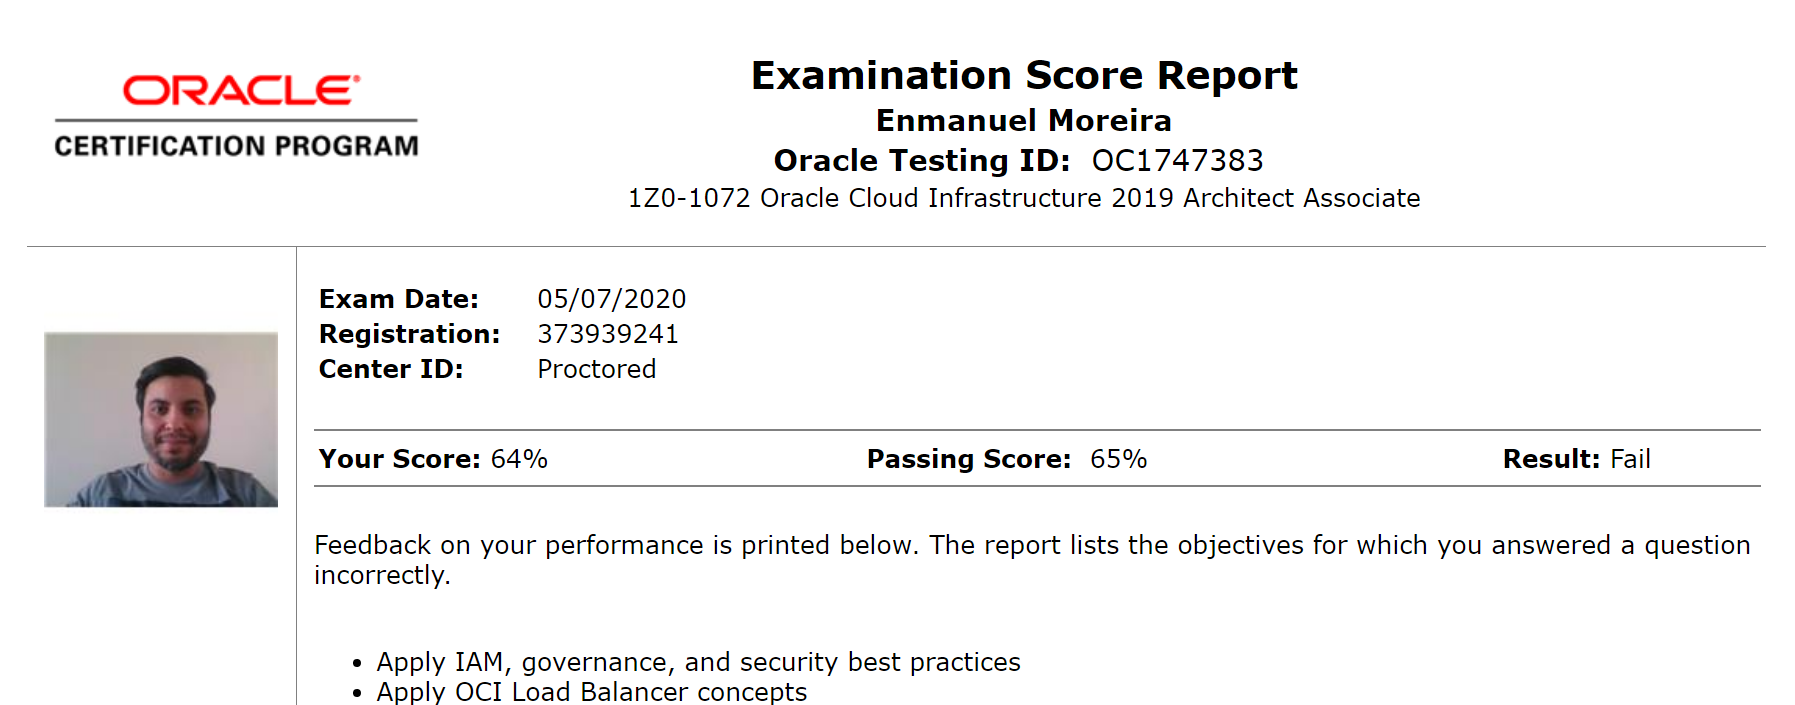 ORACLE®
CERTIFICATION PROGRAM
Examination Score Report
Enmanuel Moreira
Oracle Testing ID: OC1747383
1Z0-1072 Oracle Cloud Infrastructure 2019 Architect Associate
Exam Date: 05/07/2020
Registration: 373939241
Center ID: Proctored
Your Score: 64% Passing Score: 65% Result: Fail
Feedback on your performance is printed below. The report lists the objectives for which you answered a question
incorrectly.
• Apply IAM, governance, and security best practices
• Apply OCI Load Balancer concepts